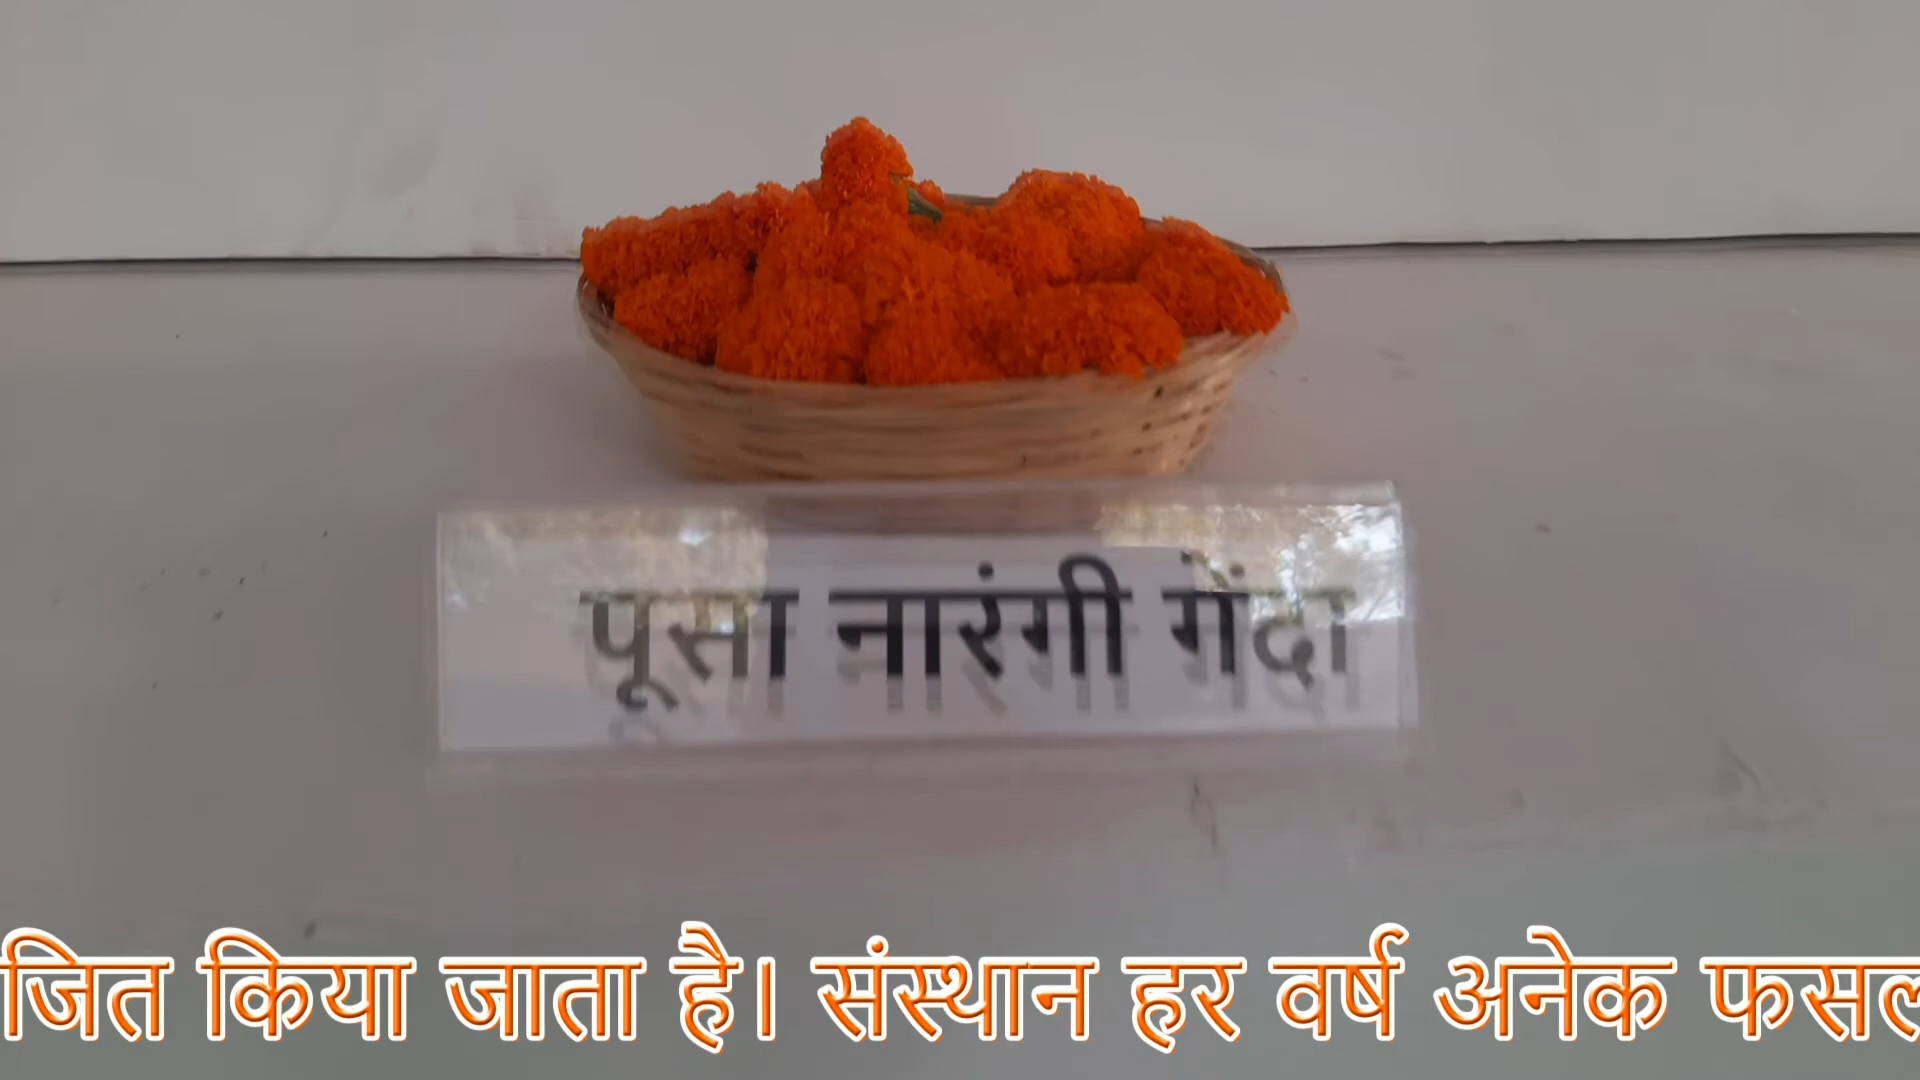 पूसा नारंगी गेंदा
जित किया जाता है। संस्थान हर वर्ष अनेक फसल